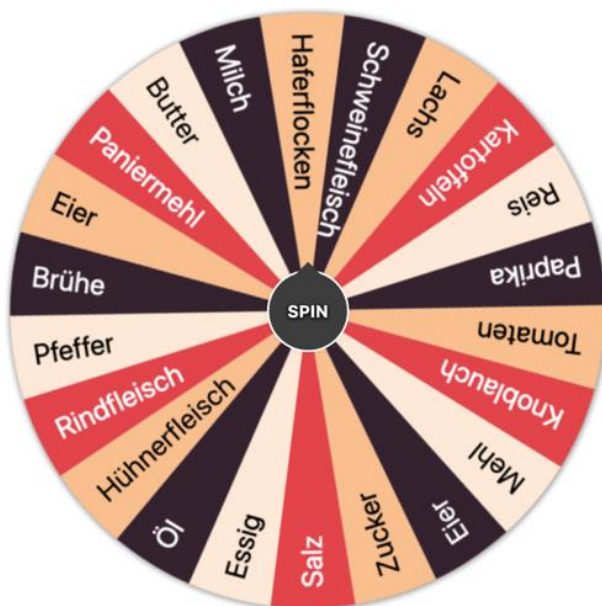 Haferflocken
Schweinefleisch
Lachs
Kartoffeln
Reis
Paprika
Tomaten
Knoblauch
Mehl
Eier
Zucker
Salz
Essig
Öl
Hühnerfleisch
Rindfleisch
Pfeffer
Brühe
Eier
Paniermehl
Butter
Milch
SPIN